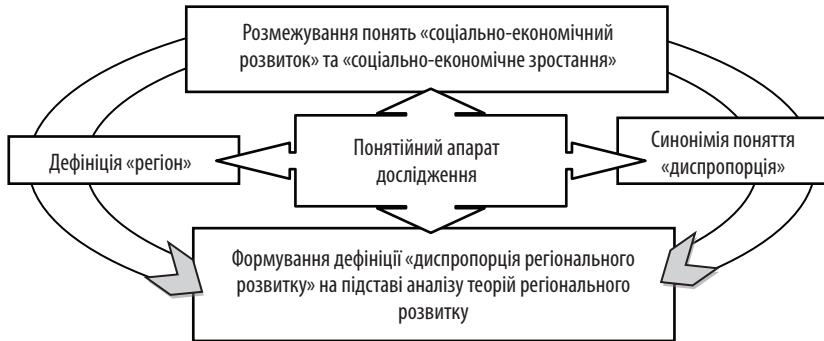 Розмежування понять «соціально-економічний
розвиток» та «соціально-економічне зростання»
Дефініція «регіон»
Понятійний апарат
дослідження
Синонімія поняття
«диспропорція»
Формування дефініції «диспропорція регіонального
розвитку» на підставі аналізу теорій регіонального
розвитку